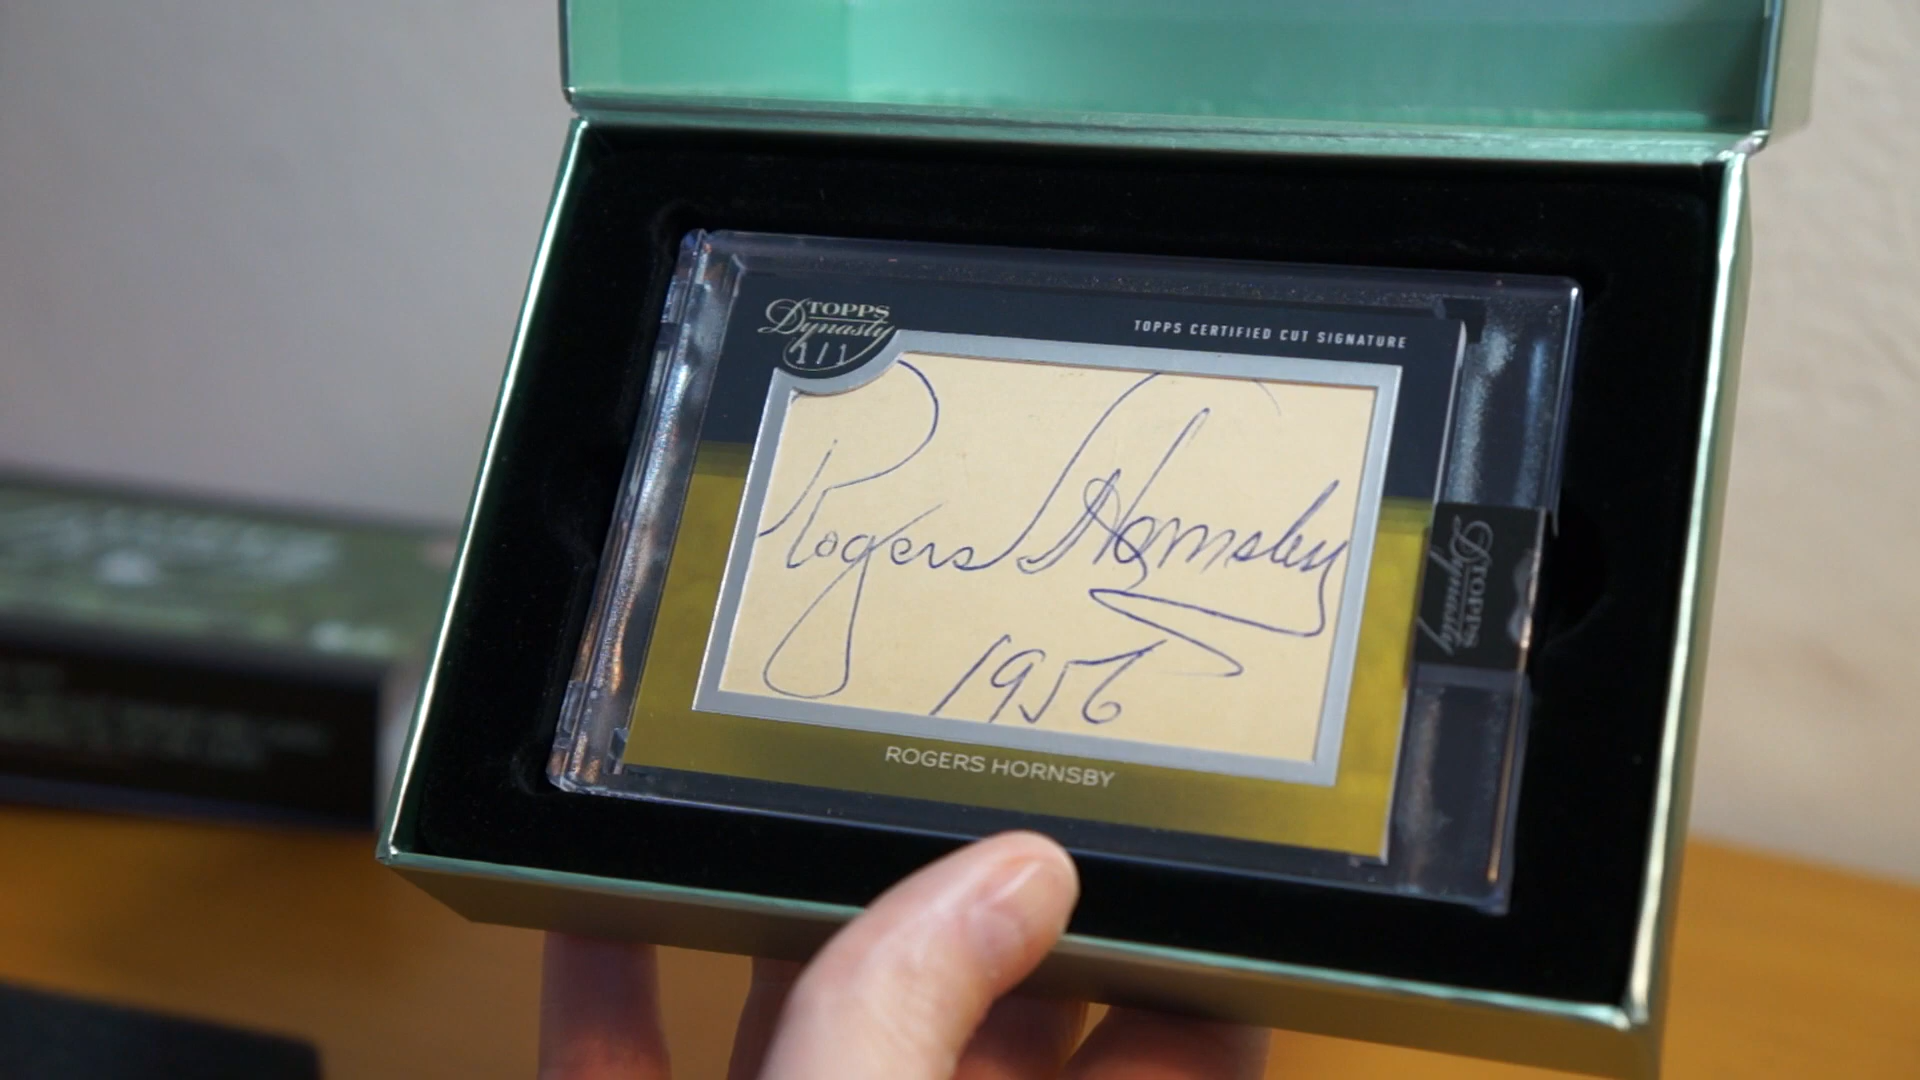 TOPPS
Dynasty
1/1
TOPPS CERTIFIED CUT SIGNATURE
Rogers Hornsby
1956
ROGERS HORNSBY
TOPPS
Dynasty